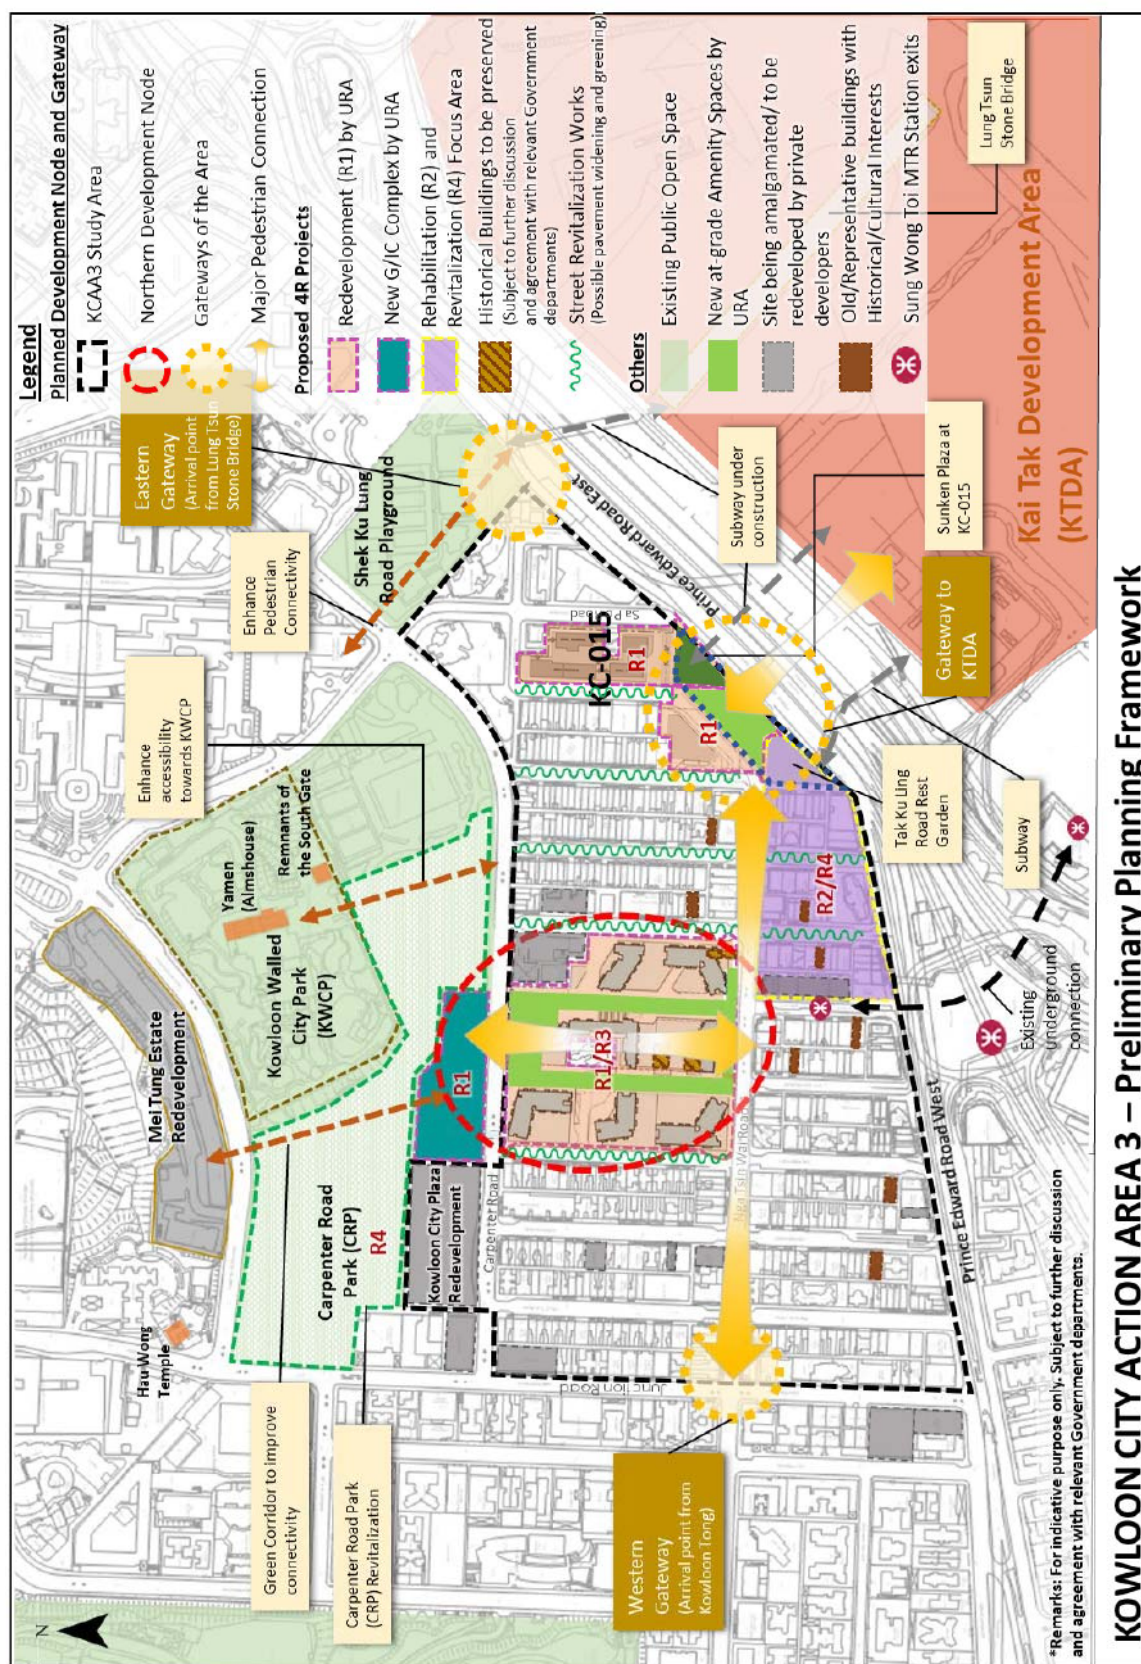 Legend
Planned Development Node and Gateway
KCAA3 Study Area
Northern Development Node
Gateways of the Area
Major Pedestrian Connection
Proposed 4R Projects
Redevelopment (R1) by URA
New G/IC Complex by URA
Rehabilitation (R2) and
Revitalization (R4) Focus Area
Historical Buildings to be preserved
(Subject to further discussion
and agreement with relevant Government
departments)
Street Revitalization Works
(Possible pavement widening and greening)
Others
Existing Public Open Space
New at-grade Amenity Spaces by
URA
Site being amalgamated/ to be
redeveloped by private
developers
Old/Representative buildings with
Historical/Cultural Interests
Sung Wong Toi MTR Station exits
N
Green Corridor to improve
connectivity
Carpenter Road Park
(CRP) Revitalization
Western
Gateway
(Arrival point from
Kowloon Tong)
Hau Wong
Temple
Mei Tung Estate
Redevelopment
Carpenter Road
Park (CRP)
R4
Kowloon City Plaza
Redevelopment
Kowloon Walled
City Park
(KWCP)
Yamen
(Almshouse)
Remnants of
the South Gate
Enhance
accessibility
towards KWCP
Enhance
Pedestrian
Connectivity
Eastern
Gateway
(Arrival point
from Lung Tsun
Stone Bridge)
Shek Ku Lung
Road Playground
R1
Carpenter Road
R1/R3
Junction Road
Nga Tsin Wai Road
KC-015
R1
R1
Sa Po Road
R2/R4
Prince Edward Road East
Prince Edward Road West
Subway under
construction
Sunken Plaza at
KC-015
Gateway to
KTDA
Tak Ku Ling
Road Rest
Garden
Subway
Existing
underground
connection
Lung Tsun
Stone Bridge
Kai Tak Development Area
(KTDA)
*Remarks: For indicative purpose only. Subject to further discussion
and agreement with relevant Government departments.
KOWLOON CITY ACTION AREA 3 – Preliminary Planning Framework